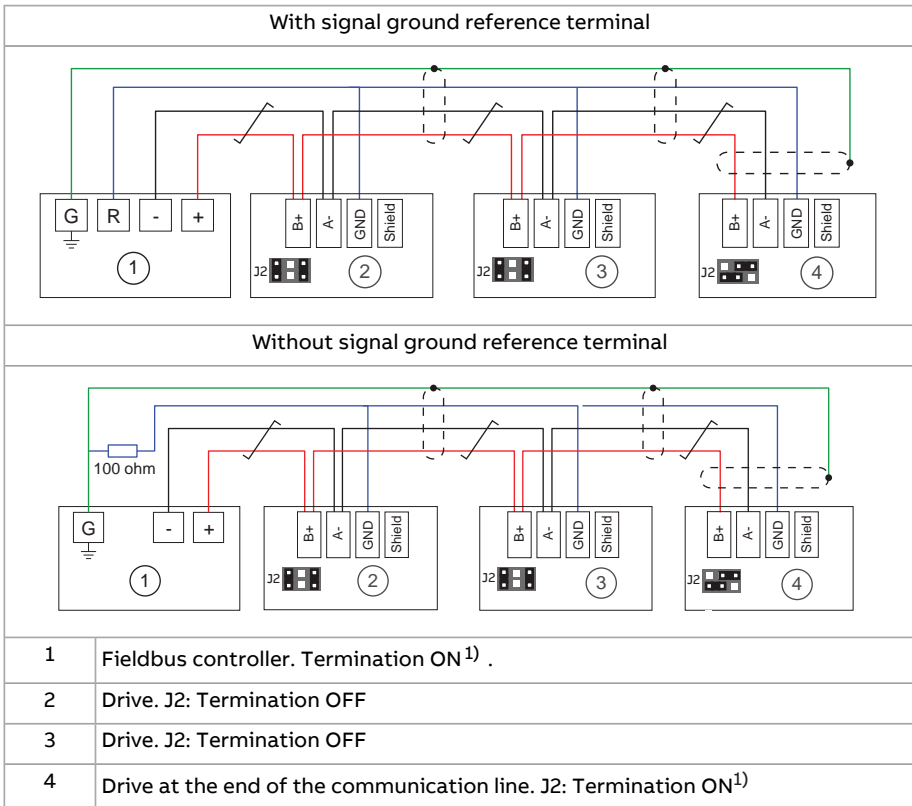 With signal ground reference terminal
G R - +
B+ A- GND Shield
B+ A- GND Shield
B+ A- GND Shield
J2 J2 J2
1 2 3 4
Without signal ground reference terminal
100 ohm
G - +
B+ A- GND Shield
B+ A- GND Shield
B+ A- GND Shield
J2 J2 J2
1 2 3 4
1 Fieldbus controller. Termination ON1) .
2 Drive. J2: Termination OFF
3 Drive. J2: Termination OFF
4 Drive at the end of the communication line. J2: Termination ON1)